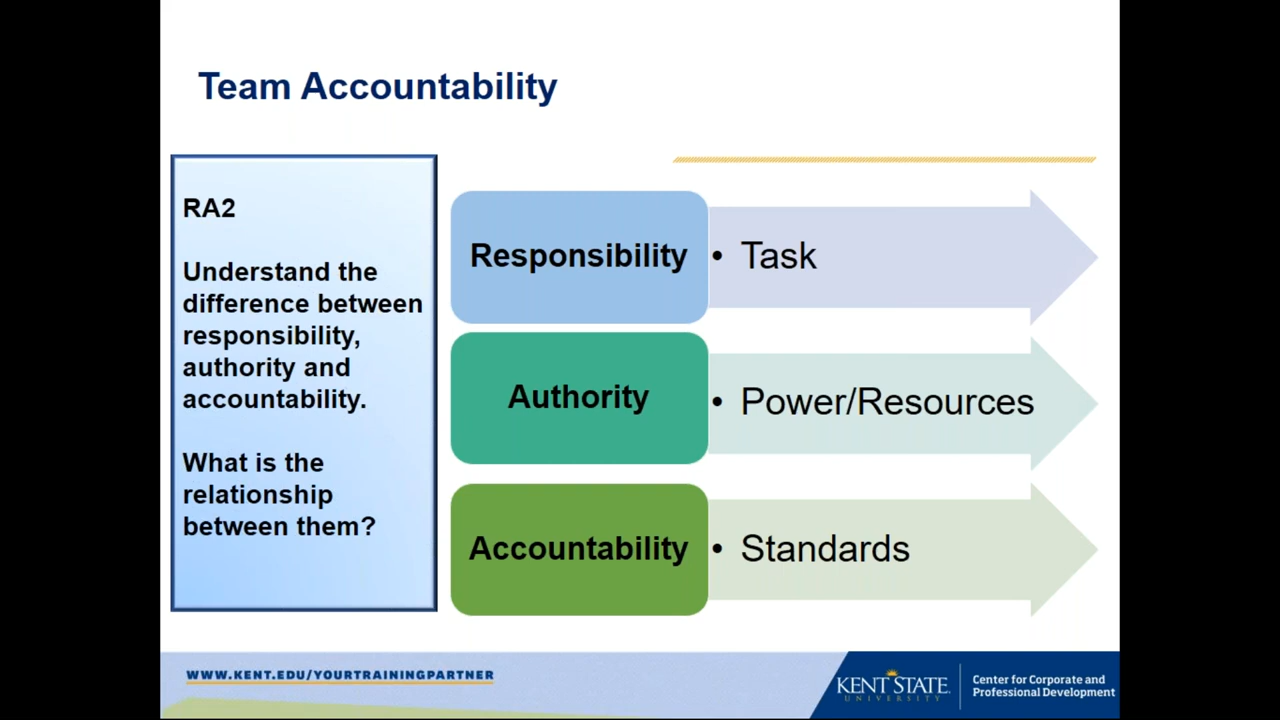 Team Accountability
RA2
Understand the
difference between
responsibility,
authority and
accountability.
What is the
relationship
between them?
Responsibility
• Task
Authority
• Power/Resources
Accountability
• Standards
WWW.KENT.EDU/YOURTRAININGPARTNER
KENT STATE
UNIVERSITY
Center for Corporate and
Professional Development